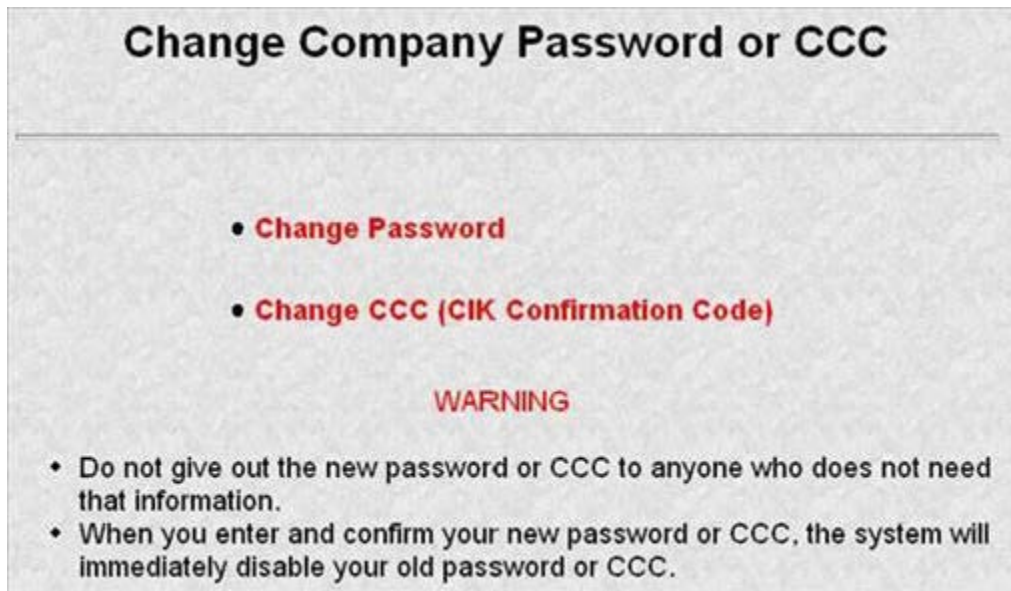 Change Company Password or CCC
• Change Password
• Change CCC (CIK Confirmation Code)
WARNING
• Do not give out the new password or CCC to anyone who does not need
that information.
• When you enter and confirm your new password or CCC, the system will
immediately disable your old password or CCC.